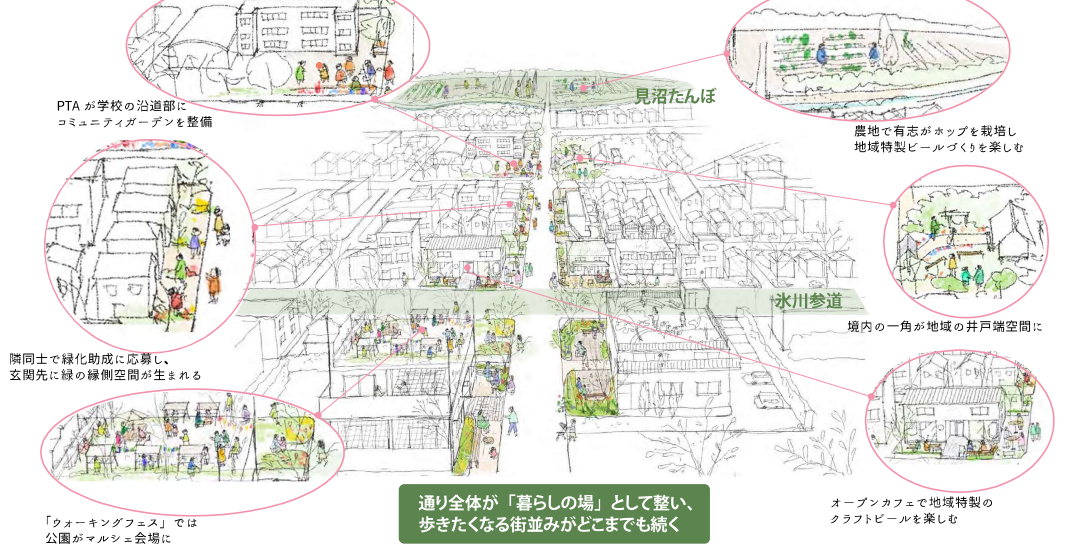 見沼たんぼ
PTAが学校の沿道部に
コミュニティガーデンを整備
農地で有志がホップを栽培し
地域特製ビールづくりを楽しむ
氷川参道
境内の一角が地域の井戸端空間に
隣同士で緑化助成に応募し、
玄関先に緑の縁側空間が生まれる
オープンカフェで地域特製の
クラフトビールを楽しむ
「ウォーキングフェス」では
公園がマルシェ会場に
通り全体が「暮らしの場」として整い、
歩きたくなる街並みがどこまでも続く